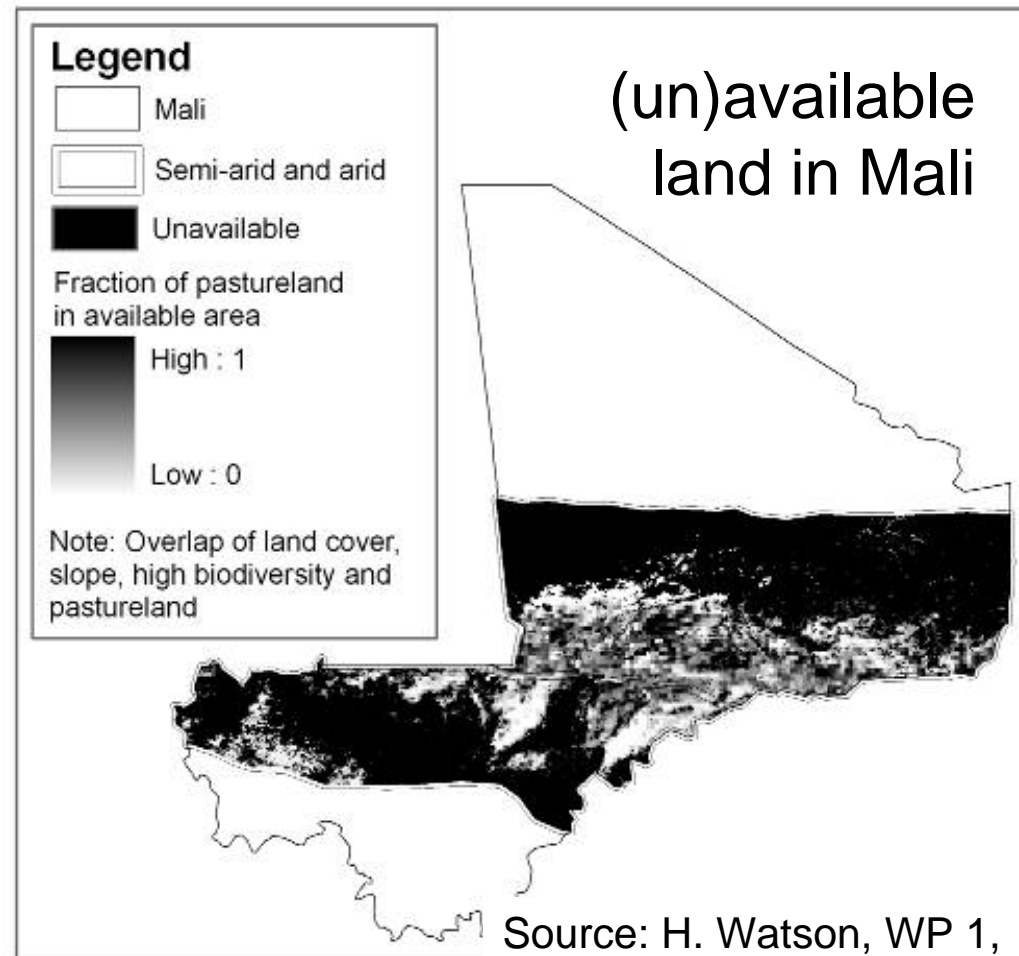 Legend
Mali
Semi-arid and arid
Unavailable
Fraction of pastureland
in available area
High : 1
Low : 0
Note: Overlap of land cover,
slope, high biodiversity and
pastureland
(un)available
land in Mali
Source: H. Watson, WP 1,